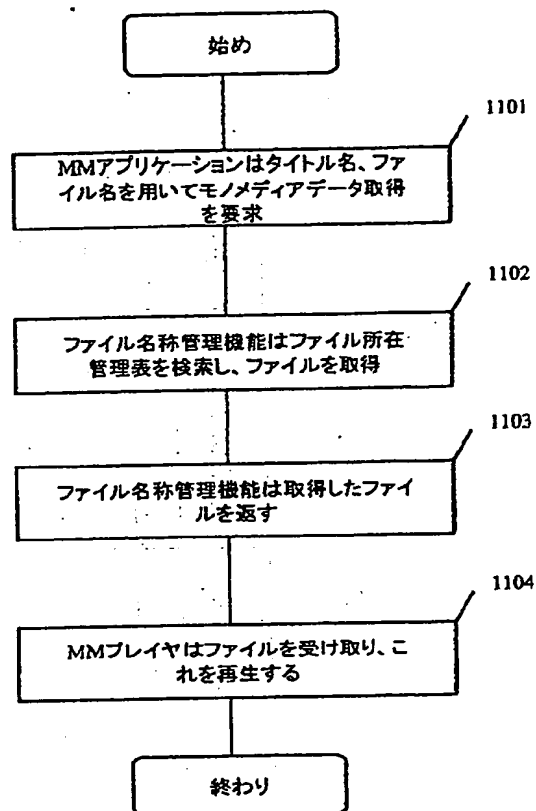 始め
1101
MMアプリケーションはタイトル名、ファ
イル名を用いてモノメディアデータ取得
を要求
1102
ファイル名称管理機能はファイル所在
管理表を検索し、ファイルを取得
1103
ファイル名称管理機能は取得したファイ
ルを返す
1104
MMプレイヤはファイルを受け取り、こ
れを再生する
終わり